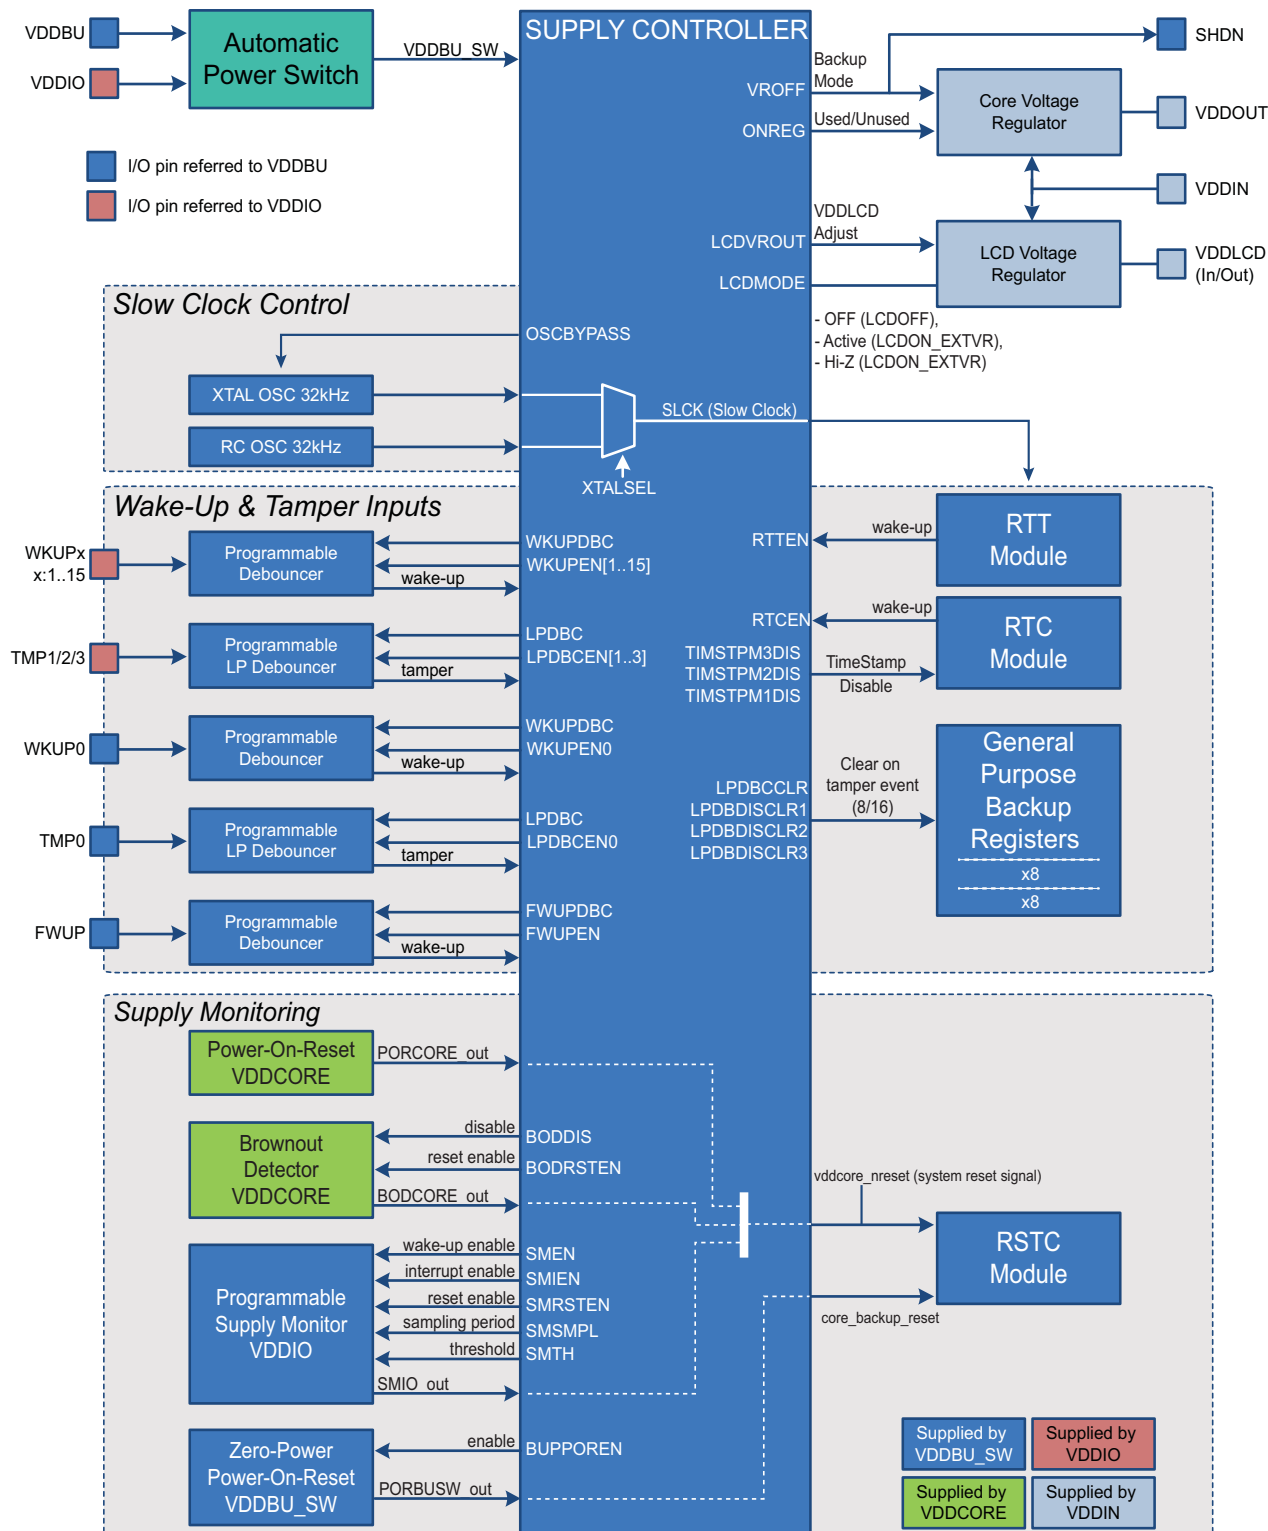 VDDBU
VDDIO
Automatic
Power Switch
VDDBU_SW
SUPPLY CONTROLLER
I/O pin referred to VDDBU
I/O pin referred to VDDIO
VROFF
Backup
Mode
ONREG
Used/Unused
Core Voltage
Regulator
SHDN
VDDOUT
VDDIN
LCDVROUT
VDDLCD
Adjust
LCDMODE
LCD Voltage
Regulator
VDDLCD
(In/Out)
- OFF (LCDOFF),
- Active (LCDON_EXTVR),
- Hi-Z (LCDON_EXTVR)
Slow Clock Control
OSCBYPASS
XTAL OSC 32kHz
RC OSC 32kHz
SLCK (Slow Clock)
XTALSEL
Wake-Up & Tamper Inputs
WKUPx
x:1..15
Programmable
Debouncer
WKUPDBC
WKUPEN[1..15]
wake-up
TMP1/2/3
Programmable
LP Debouncer
LPDBC
LPDBCEN[1..3]
tamper
WKUP0
Programmable
Debouncer
WKUPDBC
WKUPEN0
wake-up
TMP0
Programmable
LP Debouncer
LPDBC
LPDBCEN0
tamper
FWUP
Programmable
Debouncer
FWUPDBC
FWUPEN
wake-up
RTTEN
wake-up
RTT
Module
RTCEN
wake-up
RTC
Module
TIMSTPM3DIS
TIMSTPM2DIS
TIMSTPM1DIS
TimeStamp
Disable
LPDBCCLR
LPDBDISCLR1
LPDBDISCLR2
LPDBDISCLR3
Clear on
tamper event
(8/16)
General
Purpose
Backup
Registers
x8
x8
Supply Monitoring
Power-On-Reset
VDDCORE
PORCORE_out
Brownout
Detector
VDDCORE
disable
BODDIS
reset enable
BODRSTEN
BODCORE_out
Programmable
Supply Monitor
VDDIO
wake-up enable
SMEN
interrupt enable
SMIEN
reset enable
SMRSTEN
sampling period
SMSMPL
threshold
SMTH
SMIO_out
Zero-Power
Power-On-Reset
VDDBU_SW
enable
BUPPOREN
PORBUSW_out
vddcore_nreset (system reset signal)
RSTC
Module
core_backup_reset
Supplied by
VDDBU_SW
Supplied by
VDDIO
Supplied by
VDDCORE
Supplied by
VDDIN